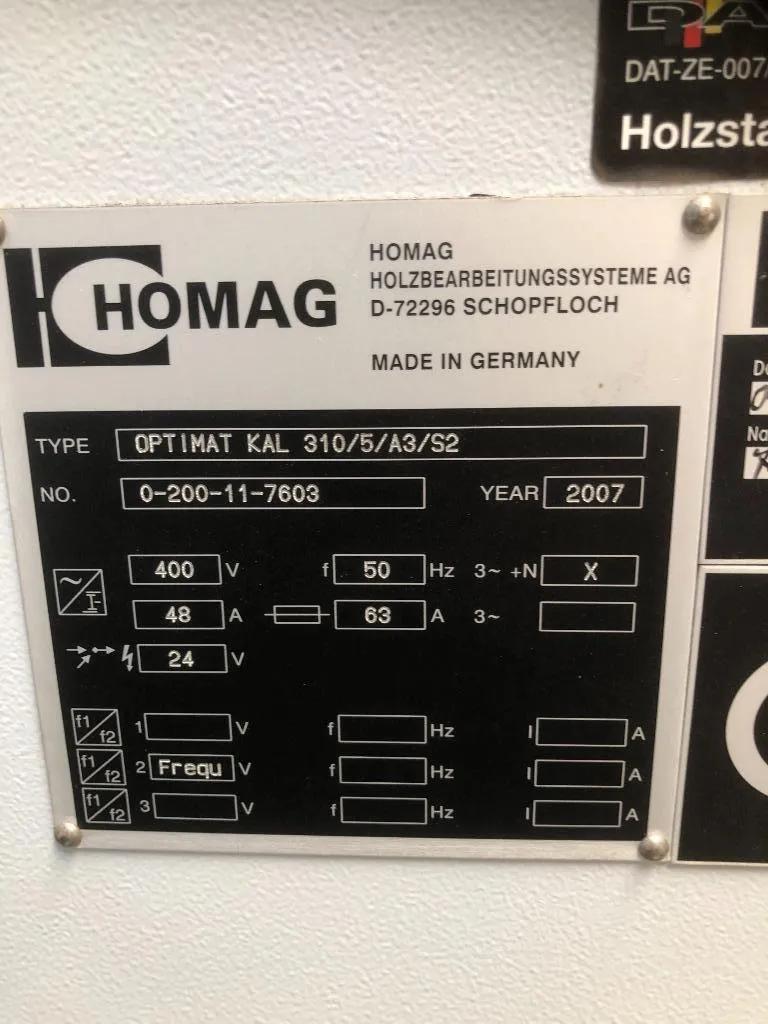 DAT-ZE-007
Holzsta
HOMAG
HOMAG
HOLZBEARBEITUNGSSYSTEME AG
D-72296 SCHOPFLOCH
MADE IN GERMANY
TYPE OPTIMAT KAL 310/5/A3/S2
NO. 0-200-11-7603 YEAR 2007
400 V f 50 Hz 3~ +N X
48 A 63 A 3~
24 V
f1 f2 1 V f Hz I A
f1 f2 2 Frequ V f Hz I A
f1 f2 3 V f Hz I A
Na